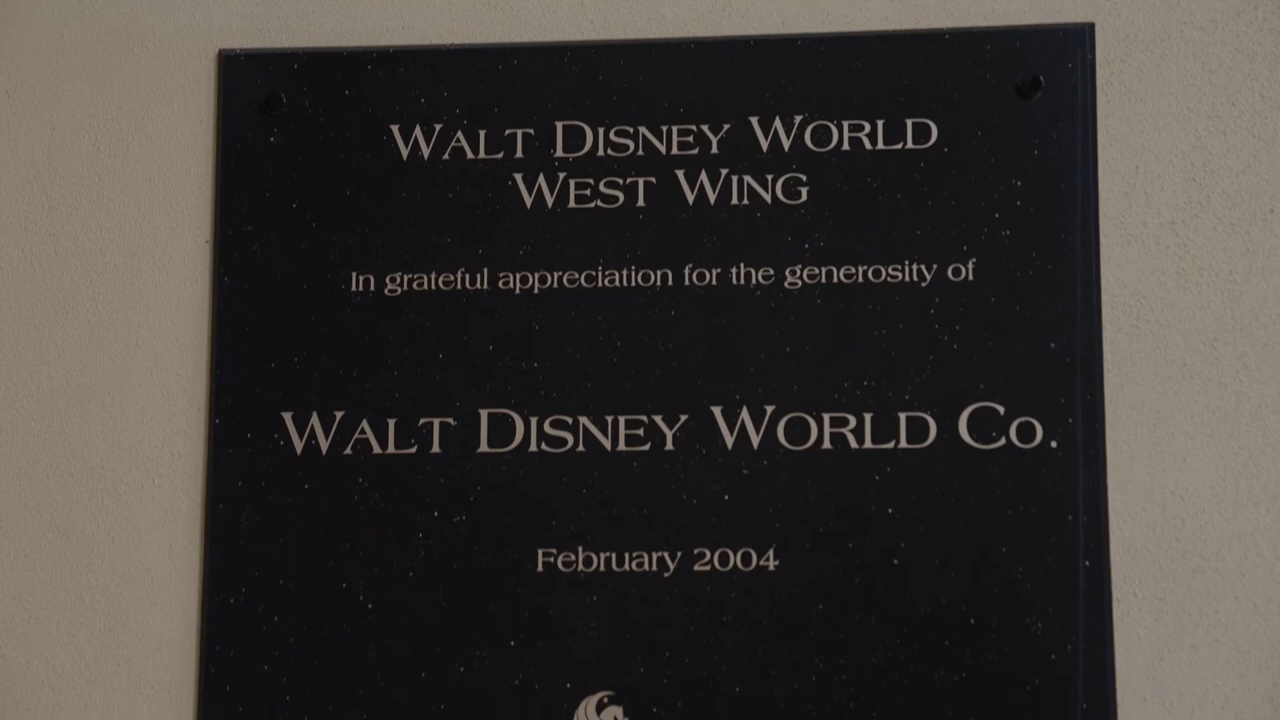 WALT DISNEY WORLD
WEST WING
In grateful appreciation for the generosity of
WALT DISNEY WORLD CO.
February 2004